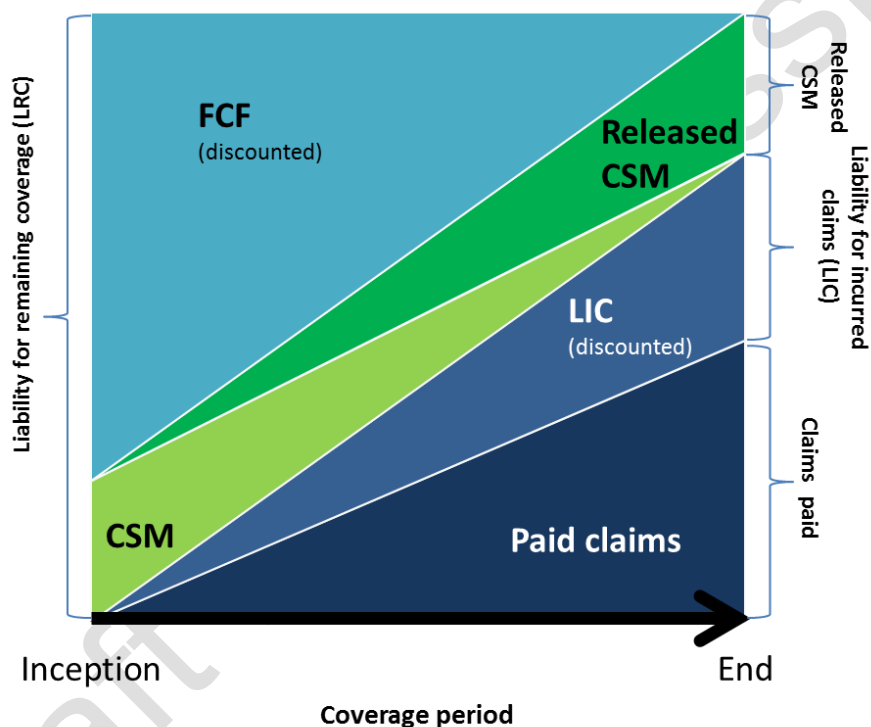 Liability for remaining coverage (LRC)
FCF
(discounted)
Released
CSM
CSM
LIC
(discounted)
Paid claims
Released
CSM
Liability for incurred
claims (LIC)
Claims paid
Inception
End
Coverage period